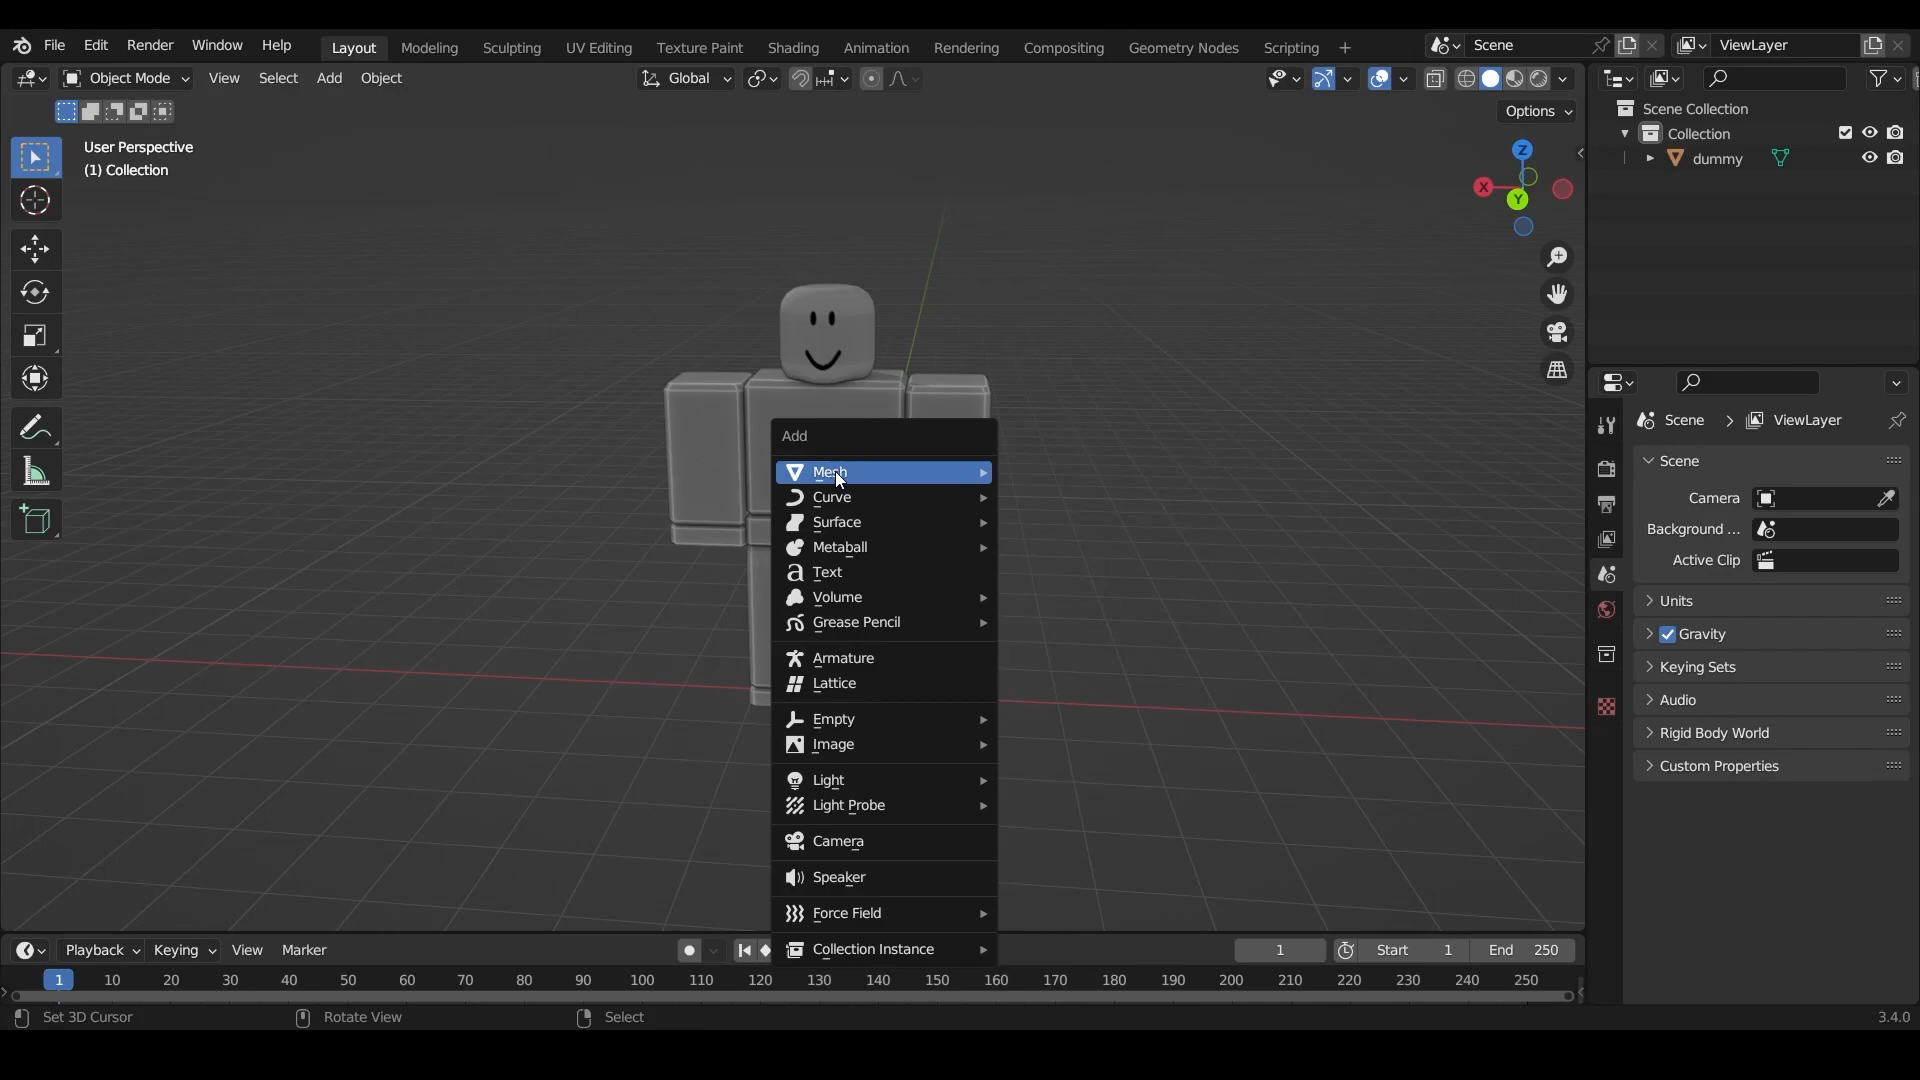 File Edit Render Window Help Layout Modeling Sculpting UV Editing Texture Paint Shading Animation Rendering Compositing Geometry Nodes Scripting + Scene ViewLayer
Object Mode View Select Add Object Global
Options
User Perspective
(1) Collection
Z
X
Y
Scene Collection
Collection
dummy
Add
Mesh
Curve
Surface
Metaball
Text
Volume
Grease Pencil
Armature
Lattice
Empty
Image
Light
Light Probe
Camera
Speaker
Force Field
Collection Instance
Scene > ViewLayer
Scene
Camera
Background ...
Active Clip
Units
Gravity
Keying Sets
Audio
Rigid Body World
Custom Properties
Playback Keying View Marker 1 Start 1 End 250
1 10 20 30 40 50 60 70 80 90 100 110 120 130 140 150 160 170 180 190 200 210 220 230 240 250
Set 3D Cursor Rotate View Select 3.4.0